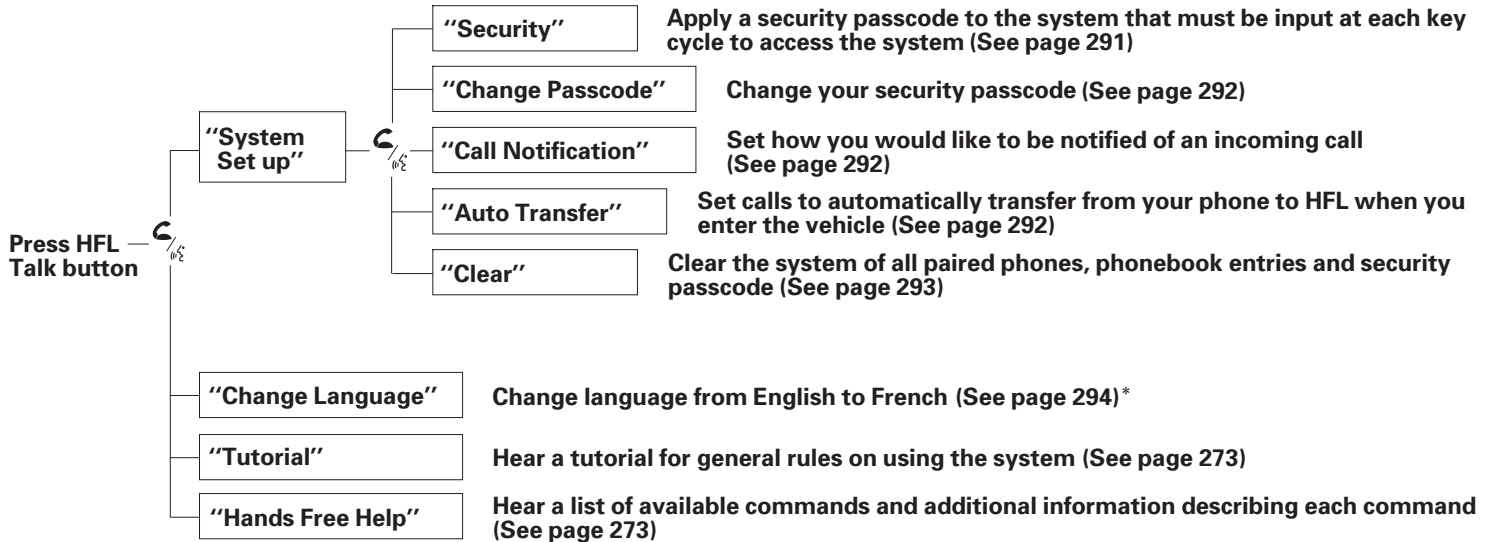 "Security"
Apply a security passcode to the system that must be input at each key
cycle to access the system (See page 291)
"Change Passcode"
Change your security passcode (See page 292)
"System
Set up"
"Call Notification"
Set how you would like to be notified of an incoming call
(See page 292)
"Auto Transfer"
Set calls to automatically transfer from your phone to HFL when you
enter the vehicle (See page 292)
Press HFL
Talk button
"Clear"
Clear the system of all paired phones, phonebook entries and security
passcode (See page 293)
"Change Language"
Change language from English to French (See page 294)*
"Tutorial"
Hear a tutorial for general rules on using the system (See page 273)
"Hands Free Help"
Hear a list of available commands and additional information describing each command
(See page 273)